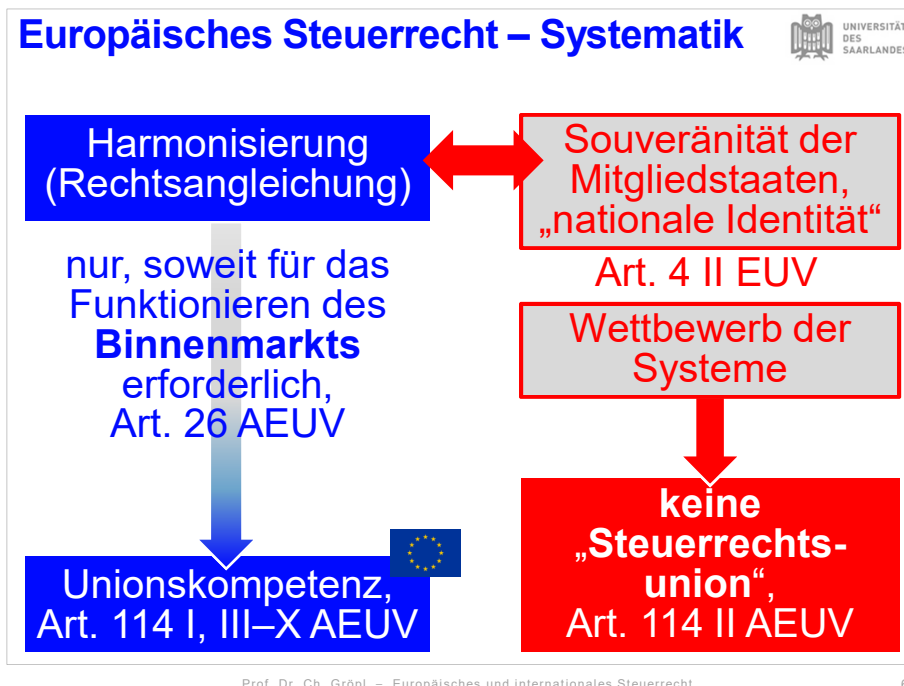 Europäisches Steuerrecht – Systematik
UNIVERSITÄT
DES
SAARLANDES
Harmonisierung
(Rechtsangleichung)
Souveränität der
Mitgliedstaaten,
„nationale Identität“
Art. 4 II EUV
nur, soweit für das
Funktionieren des
Binnenmarkts
erforderlich,
Art. 26 AEUV
Wettbewerb der
Systeme
Unionskompetenz,
Art. 114 I, III–X AEUV
keine
„Steuerrechts-
union“,
Art. 114 II AEUV
Prof. Dr. Ch. Gröpl – Europäisches und internationales Steuerrecht
6